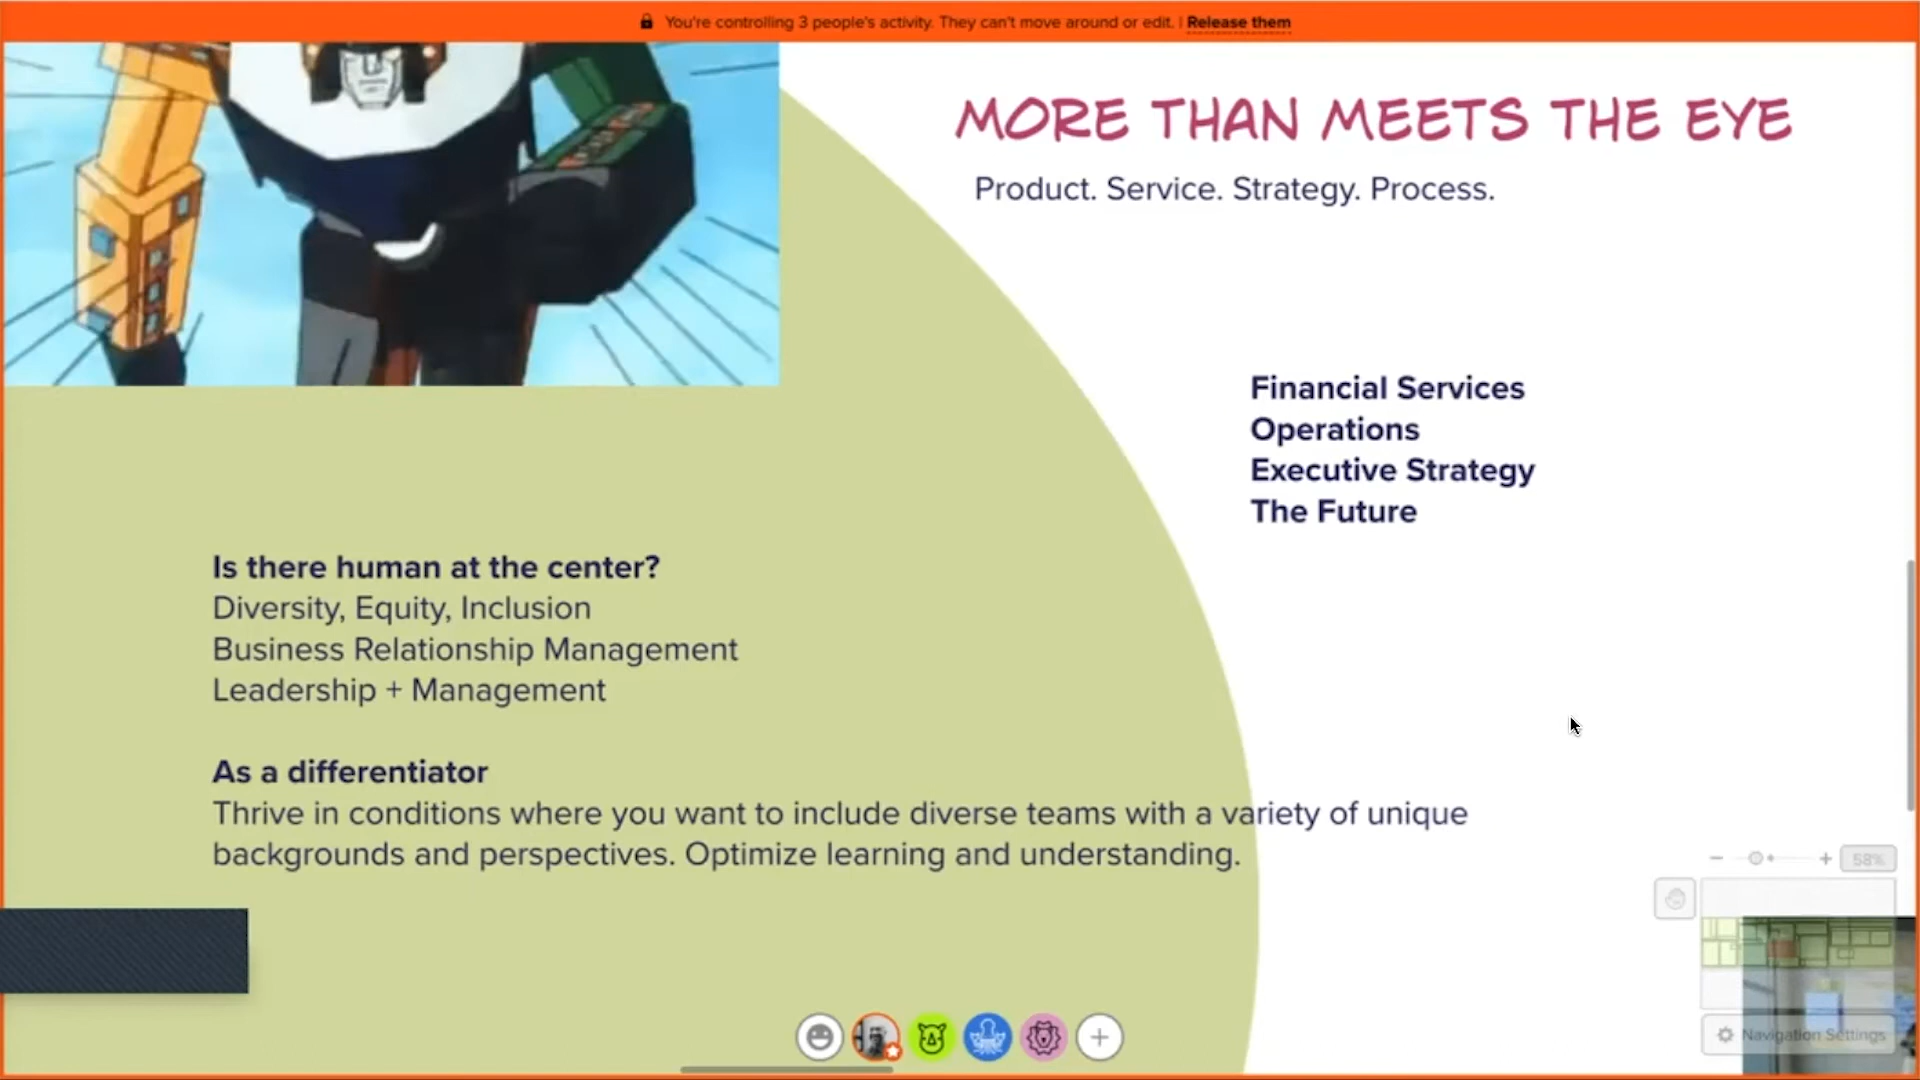 You're controlling 3 people's activity. They can't move around or edit. | Release them
MORE THAN MEETS THE EYE
Product. Service. Strategy. Process.
Financial Services
Operations
Executive Strategy
The Future
Is there human at the center?
Diversity, Equity, Inclusion
Business Relationship Management
Leadership + Management
As a differentiator
Thrive in conditions where you want to include diverse teams with a variety of unique
backgrounds and perspectives. Optimize learning and understanding.
58%
Navigation Settings